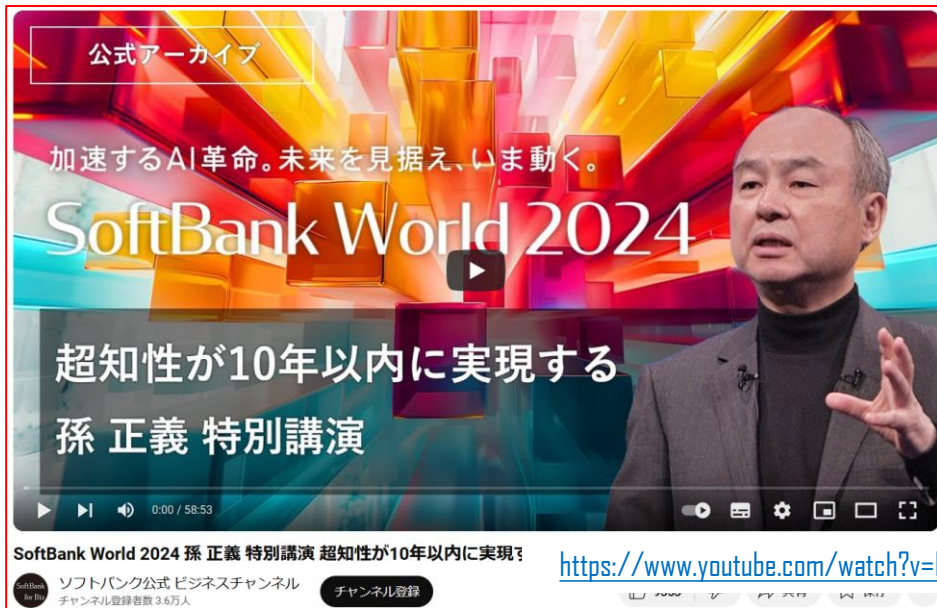 公式アーカイブ
加速するAI革命。未来を見据え、いま動く。
SoftBank World 2024
超知性が10年以内に実現する
孫 正義 特別講演
0:00 / 58:53
SoftBank World 2024 孫 正義 特別講演 超知性が10年以内に実現
https://www.youtube.com/watch?v=
SoftBank
for Biz
ソフトバンク公式 ビジネスチャンネル
チャンネル登録者数 3.6万人
チャンネル登録